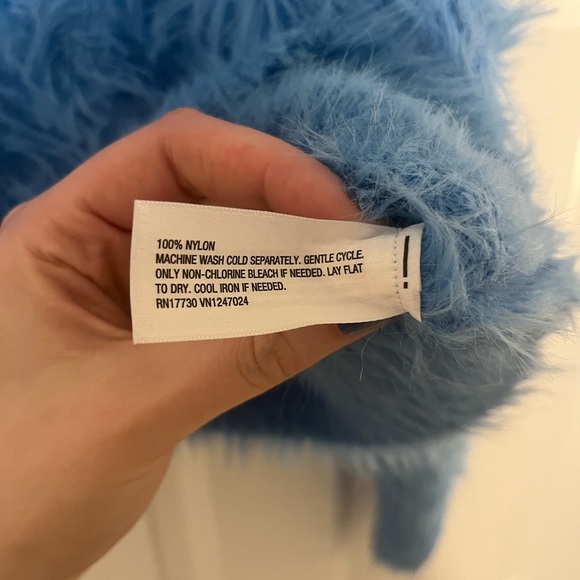 100% NYLON
MACHINE WASH COLD SEPARATELY. GENTLE CYCLE.
ONLY NON-CHLORINE BLEACH IF NEEDED. LAY FLAT
TO DRY. COOL IRON IF NEEDED.
RN17730 VN1247024